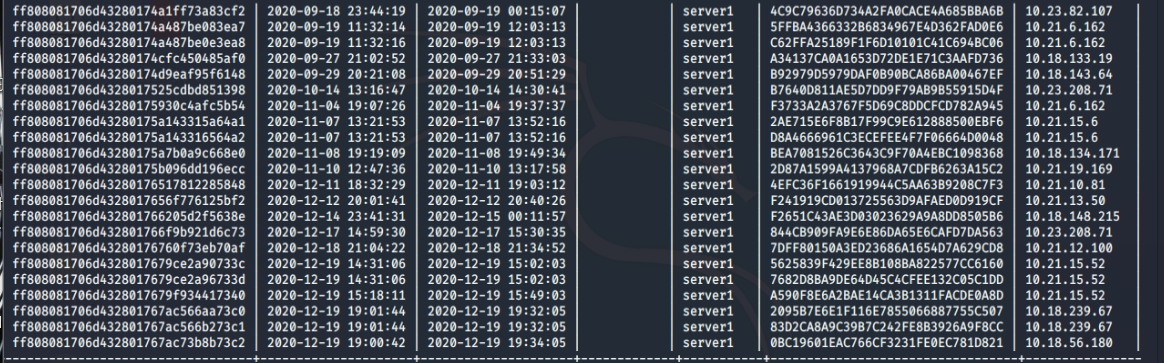 ff808081706d43280174a1ff73a83cf2 | 2020-09-18 23:44:19 | 2020-09-19 00:15:07 | | server1 | 4C9C79636D734A2FA0CACE4A685BBA6B | 10.23.82.107
ff808081706d43280174a487be083ea7 | 2020-09-19 11:32:14 | 2020-09-19 12:03:13 | | server1 | 5FFBA4366332B6834967E4D362FAD0E6 | 10.21.6.162
ff808081706d43280174a487be0e3ea8 | 2020-09-19 11:32:16 | 2020-09-19 12:03:13 | | server1 | C62FFA25189F1F6D10101C41C694BC06 | 10.21.6.162
ff808081706d43280174cfc450485af0 | 2020-09-27 21:02:52 | 2020-09-27 21:33:03 | | server1 | A34137CA0A1653D72DE1E71C3AAFD736 | 10.18.133.19
ff808081706d43280174d9eaf95f6148 | 2020-09-29 20:21:08 | 2020-09-29 20:51:29 | | server1 | B92979D5979DAF0B90BCA86BA00467EF | 10.18.143.64
ff808081706d432817525cdbd851398 | 2020-10-14 13:16:47 | 2020-10-14 14:30:41 | | server1 | B7640D811AE5D7DD9F79AB9B55915D4F | 10.23.208.71
ff808081706d43280175930c4afc5b54 | 2020-11-04 19:07:26 | 2020-11-04 19:37:37 | | server1 | F3733A2A3767F5D69C8DDCFCD782A945 | 10.21.6.162
ff808081706d43280175a143315a64a1 | 2020-11-07 13:21:53 | 2020-11-07 13:52:16 | | server1 | 2AE715E6F8B17F99C9E612888500EBF6 | 10.21.15.6
ff808081706d43280175a143316564a2 | 2020-11-07 13:21:53 | 2020-11-07 13:52:16 | | server1 | D8A4666961C3ECEFEE4F7F06664D0048 | 10.21.15.6
ff808081706d43280175a7b0a9c668e0 | 2020-11-08 19:19:09 | 2020-11-08 19:49:34 | | server1 | BEA7081526C3643C9F70A4EBC1098368 | 10.18.134.171
ff808081706d43280175b096dd196ecc | 2020-11-10 12:47:36 | 2020-11-10 13:17:58 | | server1 | 2D87A1599A4137968A7CDFB6263A15C2 | 10.21.19.169
ff808081706d4328017651781228584​8 | 2020-12-11 18:32:29 | 2020-12-11 19:03:12 | | server1 | 4EFC36F1661919944C5AA63B9208C7F3 | 10.21.10.81
ff808081706d432801​7656f776125bf2 | 2020-12-12 20:01:41 | 2020-12-12 20:40:26 | | server1 | F241919CD013725563D9AFAED0D919CF | 10.21.13.50
ff808081706d432801766205d2f5638e | 2020-12-14 23:41:31 | 2020-12-15 00:11:57 | | server1 | F2651C43AE3D03023629A9A8DD8505B6 | 10.18.148.215
ff808081706d432801766f9b921d6c73 | 2020-12-17 14:59:30 | 2020-12-17 15:30:35 | | server1 | 844CB909FA9E6E86DA65E6CAFD7DA563 | 10.23.208.71
ff808081706d43280176760f73eb70af | 2020-12-18 21:04:22 | 2020-12-18 21:34:52 | | server1 | 7DFF80150A3ED23686A1654D7A629CD8 | 10.21.12.100
ff808081706d432801767​9ce2a90733c | 2020-12-19 14:31:06 | 2020-12-19 15:02:03 | | server1 | 5625839F429EE8B108BA822577CC6160 | 10.21.15.52
ff808081706d4328017679ce2a96733d | 2020-12-19 14:31:06 | 2020-12-19 15:02:03 | | server1 | 7682D8BA9DE64D45C4CFEE132C05C1DD | 10.21.15.52
ff808081706d4328017679f934417340 | 2020-12-19 15:18:11 | 2020-12-19 15:49:03 | | server1 | A590F8E6A2BAE14CA3B1311FACDE0A8D | 10.21.15.52
ff808081706d432801767ac566aa73c0 | 2020-12-19 19:01:44 | 2020-12-19 19:32:05 | | server1 | 2095B7E6E1F116E7855066887755C507 | 10.18.239.67
ff808081706d432801767ac566b273c1 | 2020-12-19 19:01:44 | 2020-12-19 19:32:05 | | server1 | 83D2CA8A9C39B7C242FE8B3926A9F8CC | 10.18.239.67
ff808081706d432801767ac73b8b73c2 | 2020-12-19 19:00:42 | 2020-12-19 19:34:05 | | server1 | 0BC19601EAC766CF3231FE0EC781D821 | 10.18.56.180